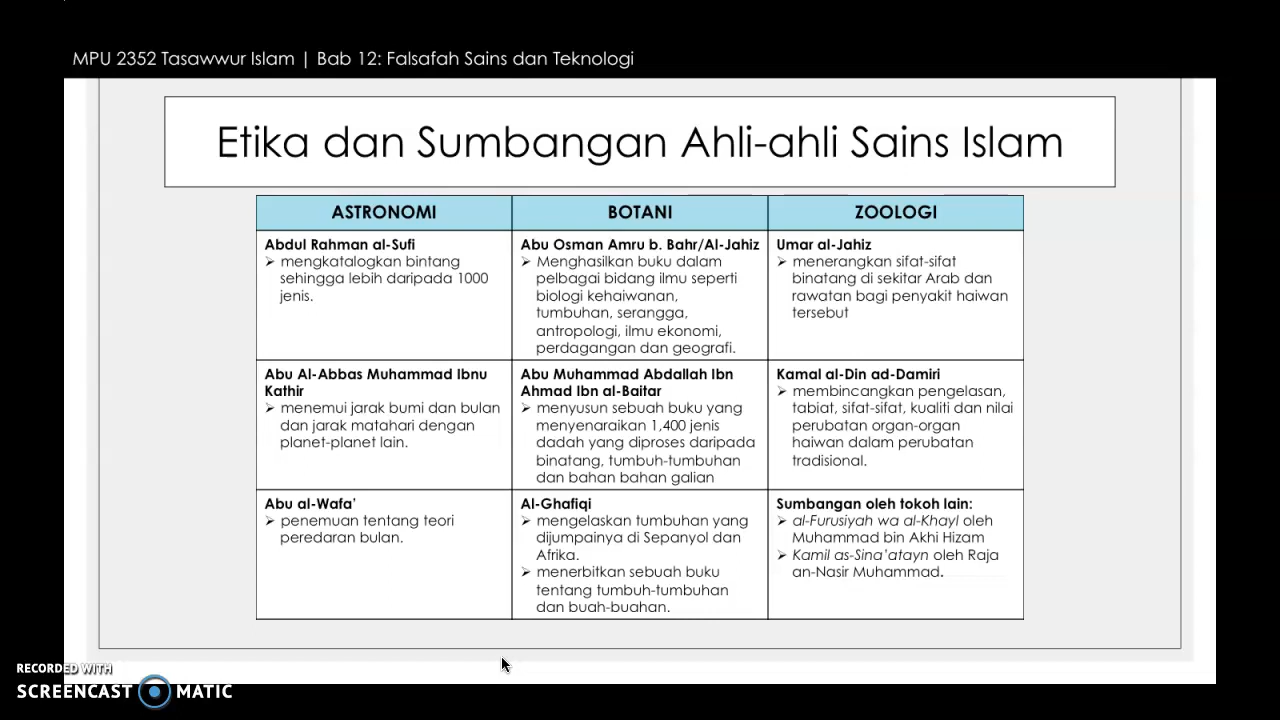 MPU 2352 Tasawwur Islam | Bab 12: Falsafah Sains dan Teknologi
Etika dan Sumbangan Ahli-ahli Sains Islam
ASTRONOMI
BOTANI
ZOOLOGI
Abdul Rahman al-Sufi
➢ mengkatalogkan bintang
sehingga lebih daripada 1000
jenis.
Abu Osman Amru b. Bahr/Al-Jahiz
➢ Menghasilkan buku dalam
pelbagai bidang ilmu seperti
biologi kehaiwanan,
tumbuhan, serangga,
antropologi, ilmu ekonomi,
perdagangan dan geografi.
Umar al-Jahiz
➢ menerangkan sifat-sifat
binatang di sekitar Arab dan
rawatan bagi penyakit haiwan
tersebut
Abu Al-Abbas Muhammad Ibnu
Kathir
➢ menemui jarak bumi dan bulan
dan jarak matahari dengan
planet-planet lain.
Abu Muhammad Abdallah Ibn
Ahmad Ibn al-Baitar
➢ menyusun sebuah buku yang
menyenaraikan 1,400 jenis
dadah yang diproses daripada
binatang, tumbuh-tumbuhan
dan bahan bahan galian
Kamal al-Din ad-Damiri
➢ membincangkan pengelasan,
tabiat, sifat-sifat, kualiti dan nilai
perubatan organ-organ
haiwan dalam perubatan
tradisional.
Abu al-Wafa’
➢ penemuan tentang teori
peredaran bulan.
Al-Ghafiqi
➢ mengelaskan tumbuhan yang
dijumpainya di Sepanyol dan
Afrika.
➢ menerbitkan sebuah buku
tentang tumbuh-tumbuhan
dan buah-buahan.
Sumbangan oleh tokoh lain:
➢ al-Furusiyah wa al-Khayl oleh
Muhammad bin Akhi Hizam
➢ Kamil as-Sina’atayn oleh Raja
an-Nasir Muhammad.
RECORDED WITH
SCREENCAST MATIC